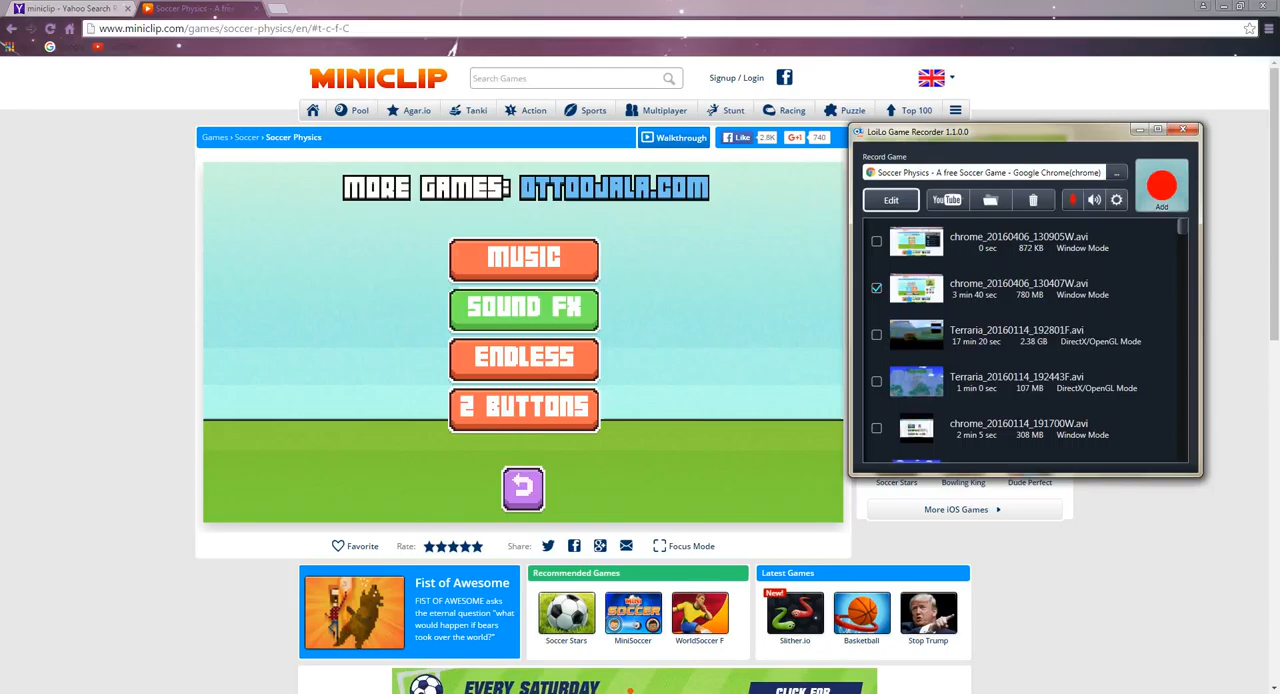 miniclip - Yahoo Search R
Soccer Physics - A free
www.miniclip.com/games/soccer-physics/en/#t-c-f-C
MINICLIP
Search Games
Signup / Login
Pool
Agar.io
Tanki
Action
Sports
Multiplayer
Stunt
Racing
Puzzle
Top 100
Games › Soccer › Soccer Physics
Walkthrough
Like
2.8K
G+1
740
MORE GAMES: OTTOOJALA.COM
MUSIC
SOUND FX
ENDLESS
2 BUTTONS
LoiLo Game Recorder 1.1.0.0
Record Game
Soccer Physics - A free Soccer Game - Google Chrome(chrome)
...
Add
Edit
YouTube
chrome_20160406_130905W.avi
0 sec 872 KB Window Mode
chrome_20160406_130407W.avi
3 min 40 sec 780 MB Window Mode
Terraria_20160114_192801F.avi
17 min 20 sec 2.38 GB DirectX/OpenGL Mode
Terraria_20160114_192443F.avi
1 min 0 sec 107 MB DirectX/OpenGL Mode
chrome_20160114_191700W.avi
2 min 5 sec 308 MB Window Mode
Soccer Stars
Bowling King
Dude Perfect
More iOS Games
Favorite
Rate:
Share:
Focus Mode
Fist of Awesome
FIST OF AWESOME asks
the eternal question "what
would happen if bears
took over the world?"
Recommended Games
Soccer Stars
MiniSoccer
WorldSoccer F
Latest Games
New!
Slither.io
Basketball
Stop Trump
EVERY SATURDAY
CLICK FOR